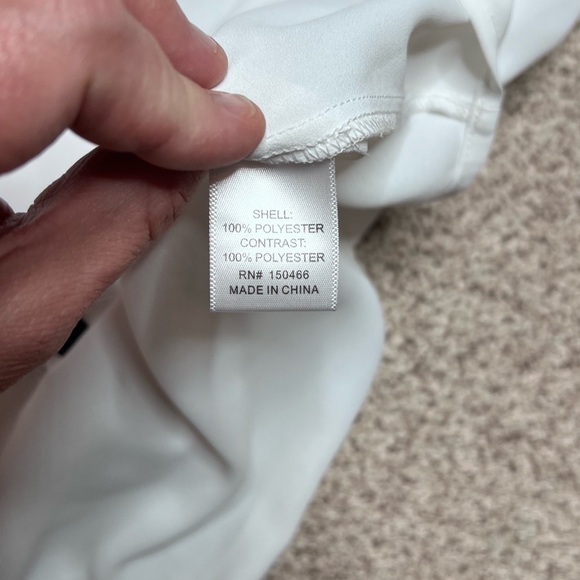 SHELL:
100% POLYESTER
CONTRAST:
100% POLYESTER
RN# 150466
MADE IN CHINA